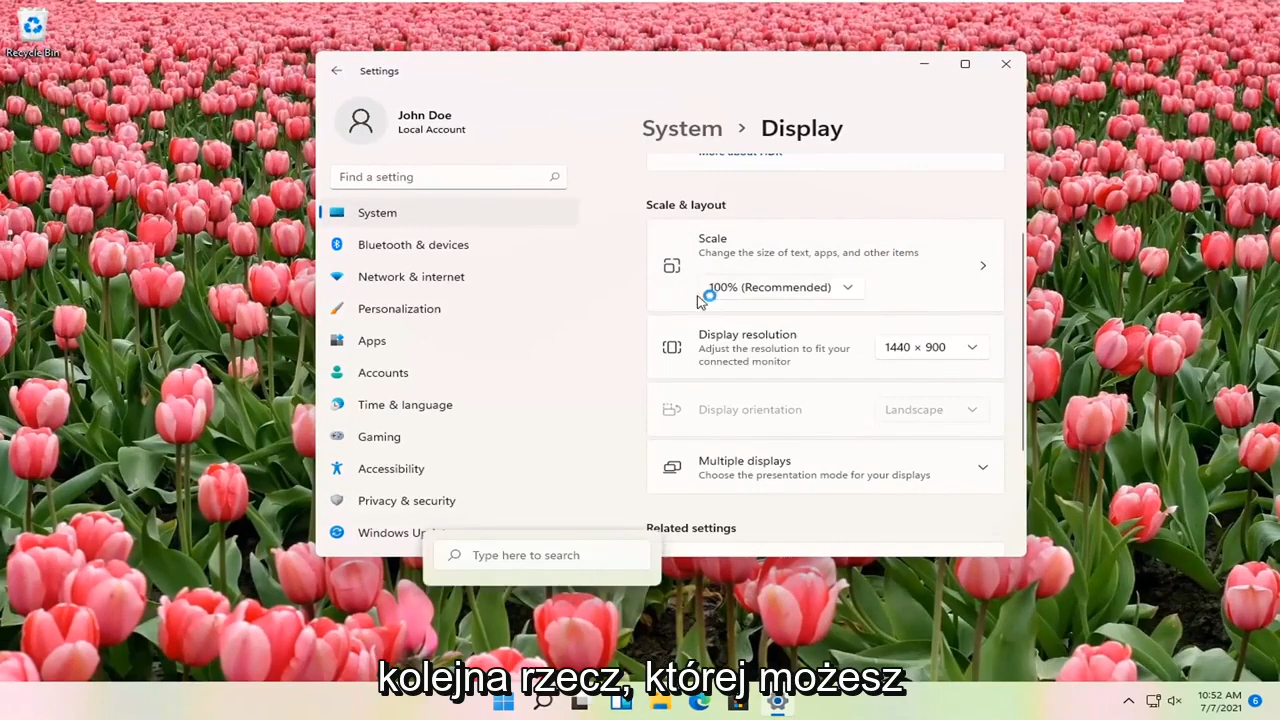 Recycle Bin
Settings
John Doe
Local Account
Find a setting
System
Bluetooth & devices
Network & internet
Personalization
Apps
Accounts
Time & language
Gaming
Accessibility
Privacy & security
Windows Up
System > Display
More about HDR
Scale & layout
Scale
Change the size of text, apps, and other items
100% (Recommended)
Display resolution
Adjust the resolution to fit your
connected monitor
1440 × 900
Display orientation
Landscape
Multiple displays
Choose the presentation mode for your displays
Related settings
Type here to search
kolejna rzecz, której możesz
10:52 AM
7/7/2021
6